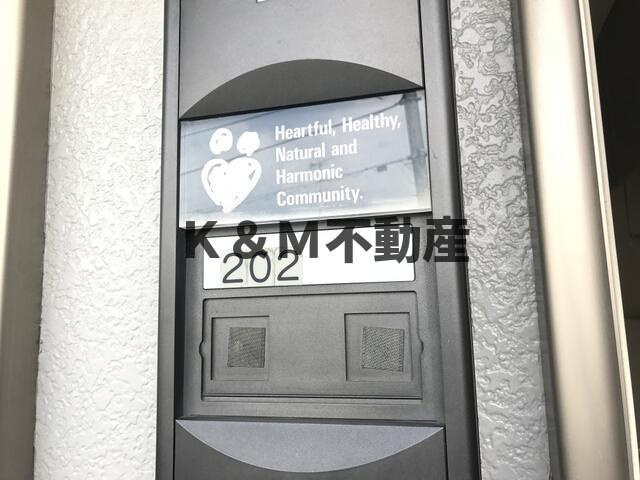 Heartful, Healthy,
Natural and
Harmonic
Community.
K&M不動産
202